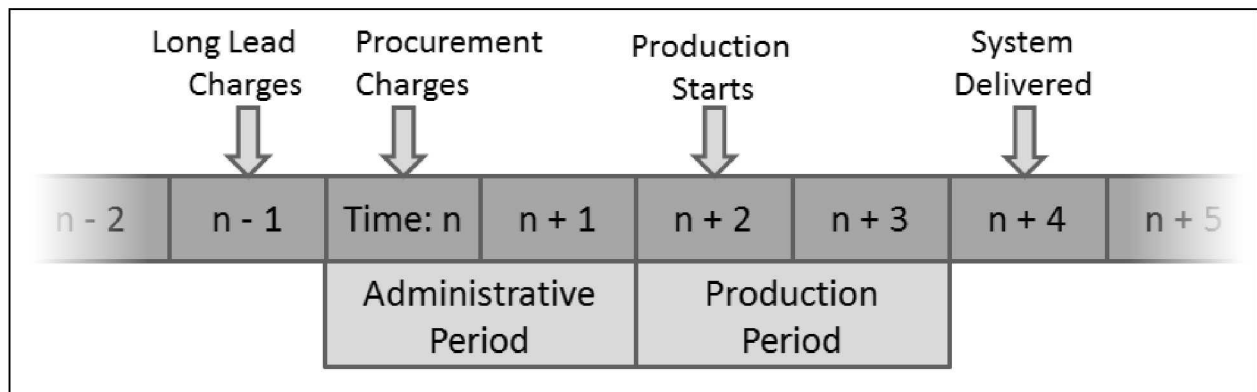 Long Lead Charges
Procurement Charges
Production Starts
System Delivered
n - 2
n - 1
Time: n
n + 1
n + 2
n + 3
n + 4
n + 5
Administrative Period
Production Period